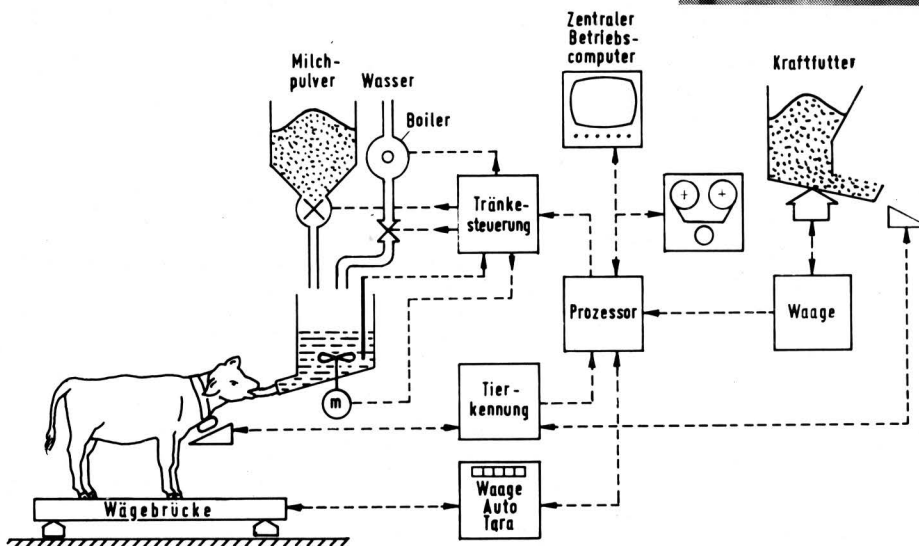 Zentraler
Betriebs-
computer
Milch-
pulver
Wasser
Kraftfutter
Boiler
Tränke-
steuerung
Prozessor
Waage
m
Tier-
kennung
Waage
Auto
Tara
Wägebrücke